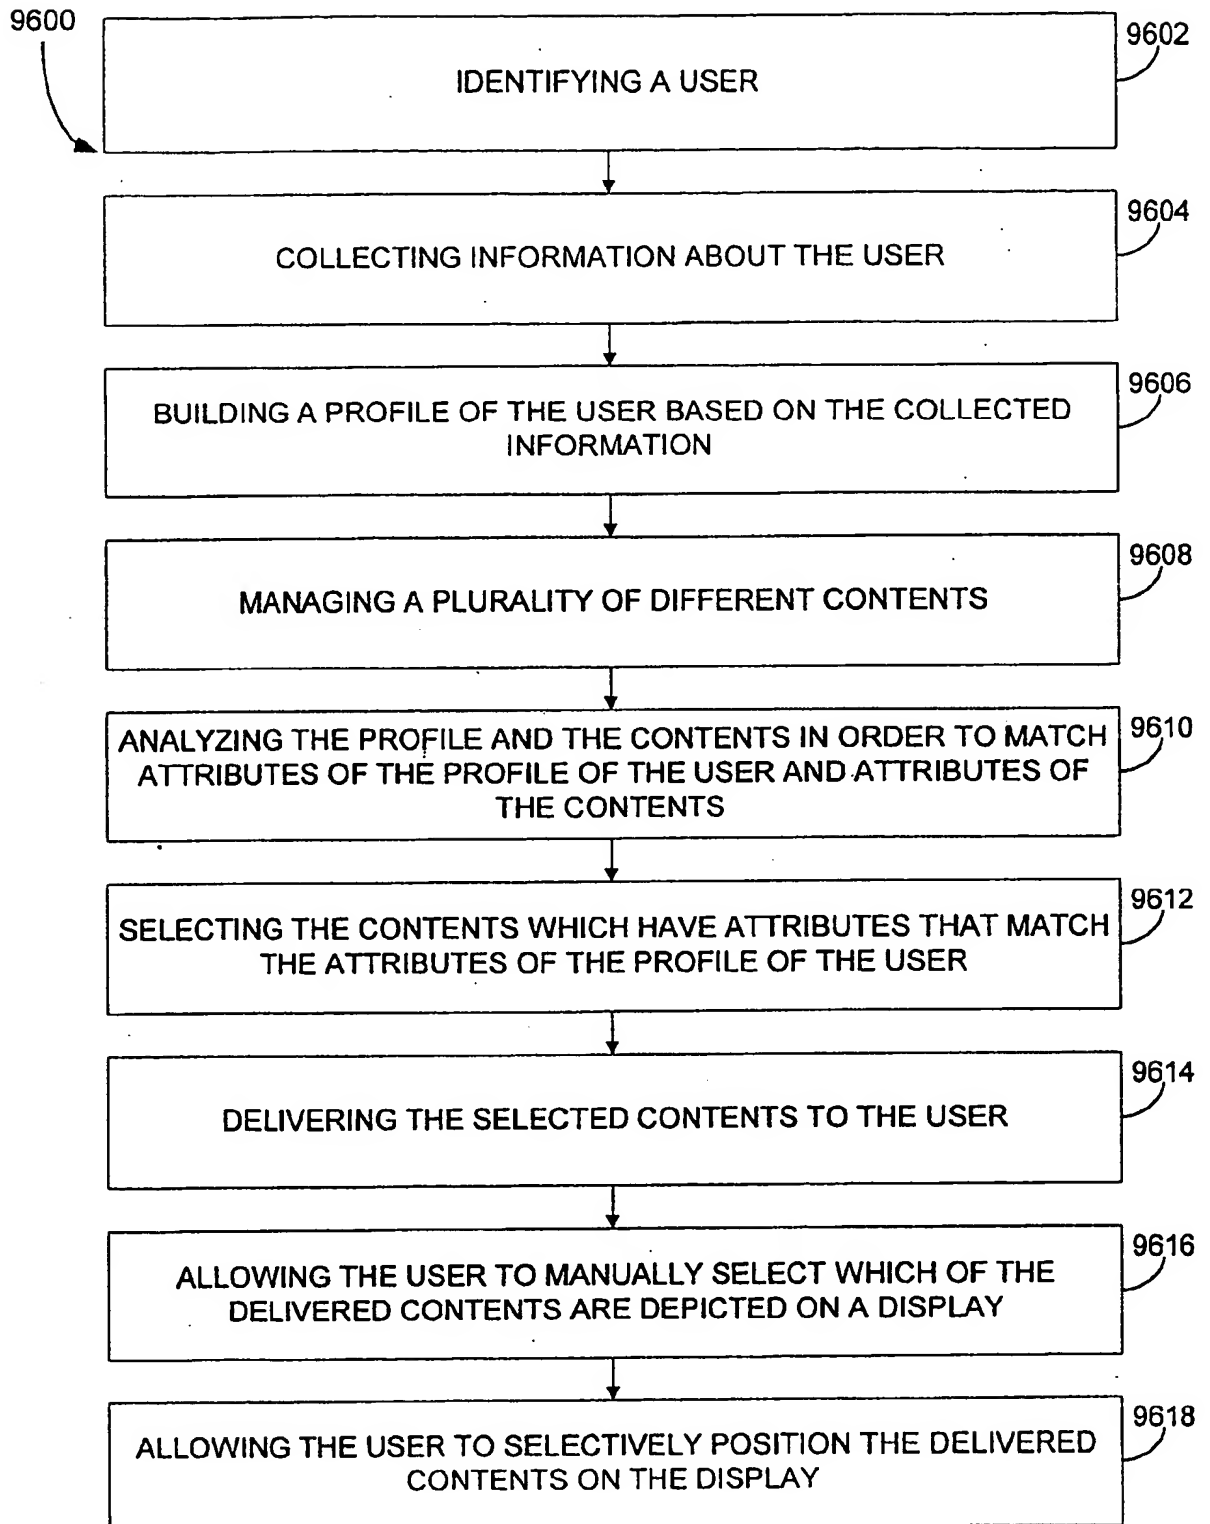 9600
9602
IDENTIFYING A USER
9604
COLLECTING INFORMATION ABOUT THE USER
9606
BUILDING A PROFILE OF THE USER BASED ON THE COLLECTED
INFORMATION
9608
MANAGING A PLURALITY OF DIFFERENT CONTENTS
9610
ANALYZING THE PROFILE AND THE CONTENTS IN ORDER TO MATCH
ATTRIBUTES OF THE PROFILE OF THE USER AND ATTRIBUTES OF
THE CONTENTS
9612
SELECTING THE CONTENTS WHICH HAVE ATTRIBUTES THAT MATCH
THE ATTRIBUTES OF THE PROFILE OF THE USER
9614
DELIVERING THE SELECTED CONTENTS TO THE USER
9616
ALLOWING THE USER TO MANUALLY SELECT WHICH OF THE
DELIVERED CONTENTS ARE DEPICTED ON A DISPLAY
9618
ALLOWING THE USER TO SELECTIVELY POSITION THE DELIVERED
CONTENTS ON THE DISPLAY